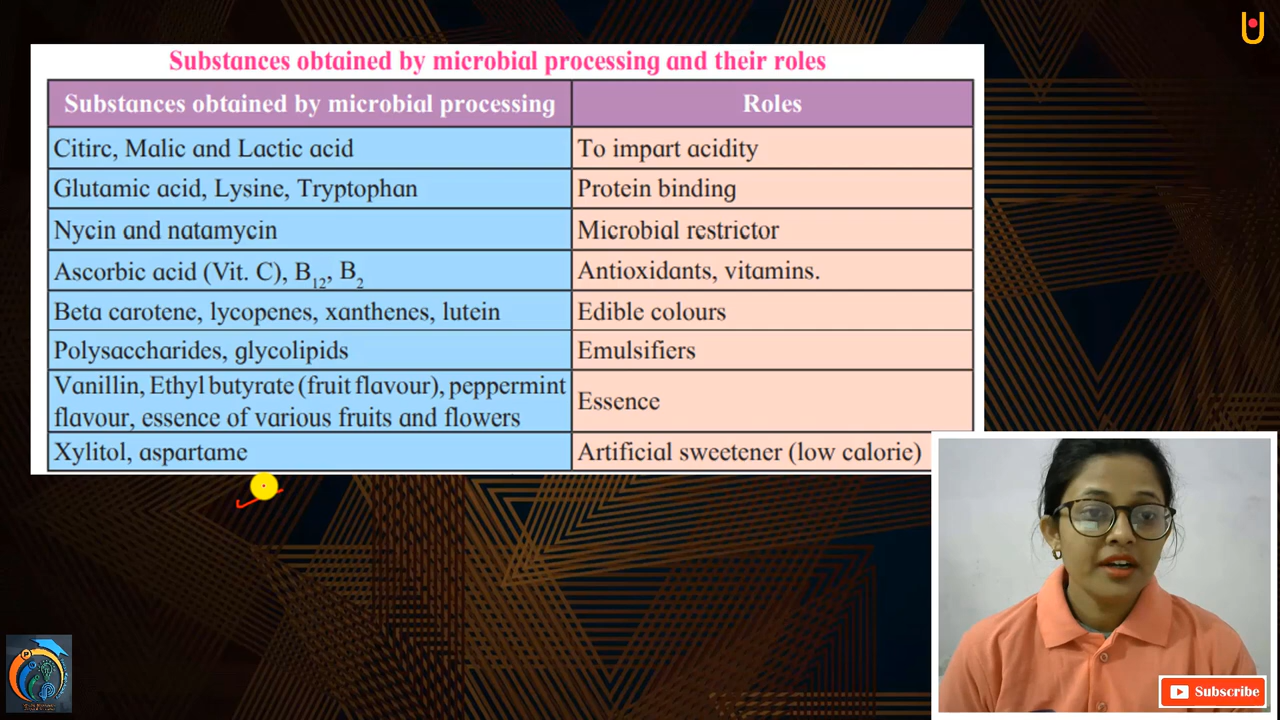 Substances obtained by microbial processing and their roles
Substances obtained by microbial processing Roles
Citirc, Malic and Lactic acid To impart acidity
Glutamic acid, Lysine, Tryptophan Protein binding
Nycin and natamycin Microbial restrictor
Ascorbic acid (Vit. C), B12, B2 Antioxidants, vitamins.
Beta carotene, lycopenes, xanthenes, lutein Edible colours
Polysaccharides, glycolipids Emulsifiers
Vanillin, Ethyl butyrate (fruit flavour), peppermint
flavour, essence of various fruits and flowers Essence
Xylitol, aspartame Artificial sweetener (low calorie)
Subscribe